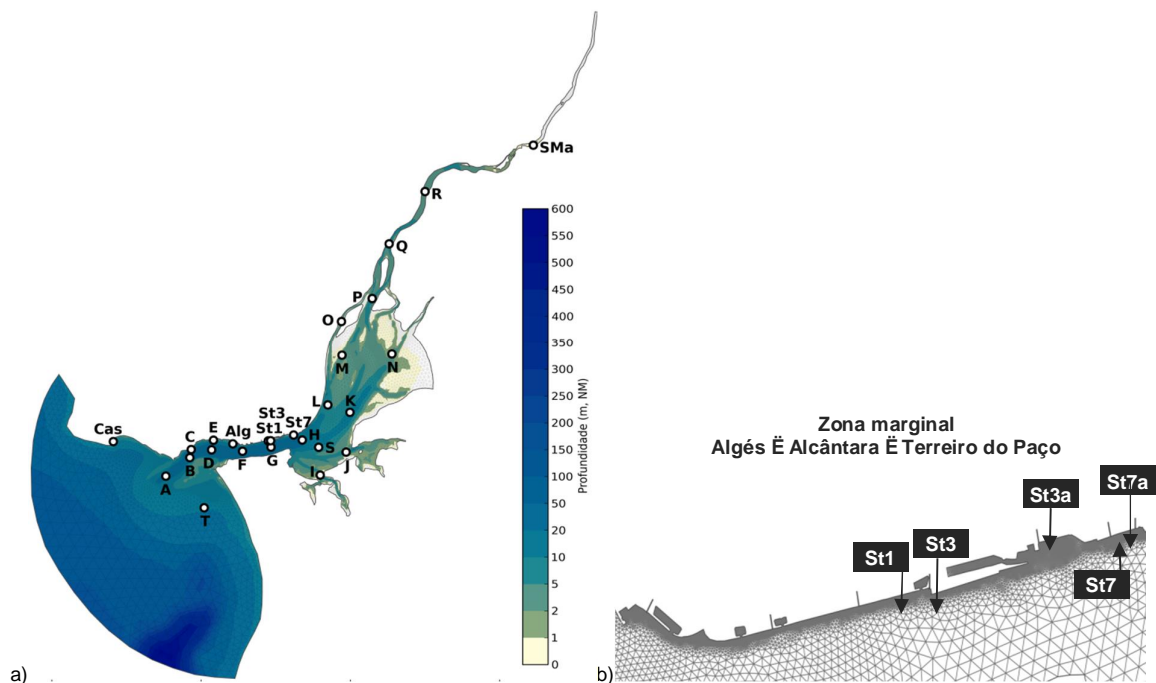 SMa
R
Q
P
O
M
N
L
K
St3
St7
Cas
E
Alg
St1
H
C
S
D
F
G
J
B
I
A
T
600
550
500
450
400
350
300
250
200
150
100
50
20
10
5
2
1
0
Profundidade (m, NM)
a)
Zona marginal
Algés Ë Alcântara Ë Terreiro do Paço
St7a
St3a
St3
St1
St7
b)